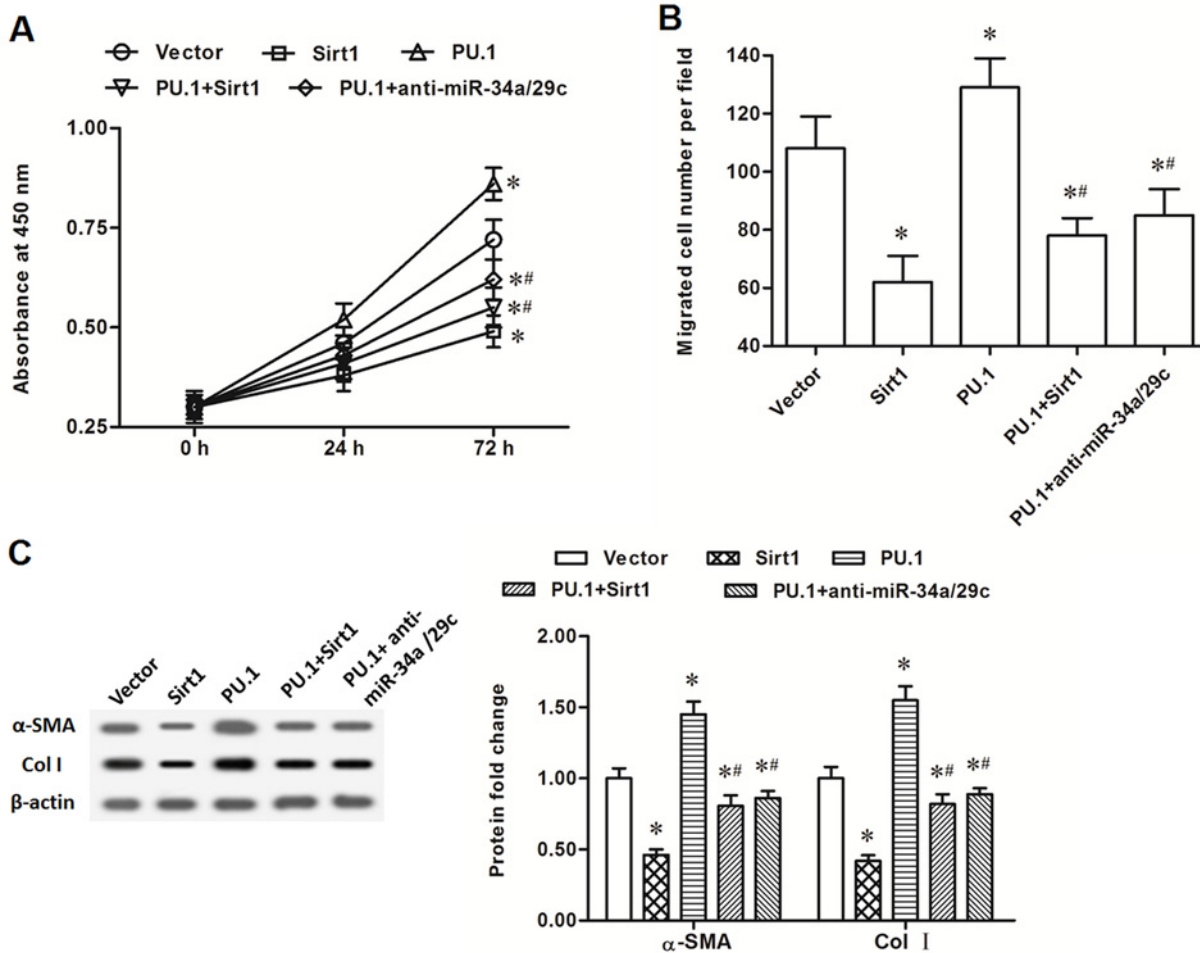 A
Vector Sirt1 PU.1
PU.1+Sirt1 PU.1+anti-miR-34a/29c
Absorbance at 450 nm
1.00
0.75
0.50
0.25
*
*#
*#
*
0 h 24 h 72 h
B
Migrated cell number per field
140
120
100
80
60
40
*
*
*#
*#
Vector
Sirt1
PU.1
PU.1+Sirt1
PU.1+anti-miR-34a/29c
C
Vector
Sirt1
PU.1
PU.1+Sirt1
PU.1+ anti-
miR-34a /29c
α-SMA
Col I
β-actin
Vector Sirt1 PU.1
PU.1+Sirt1 PU.1+anti-miR-34a/29c
Protein fold change
2.00
1.50
1.00
0.50
0.00
*
*
*#
*#
*
*
*#
*#
α-SMA Col I